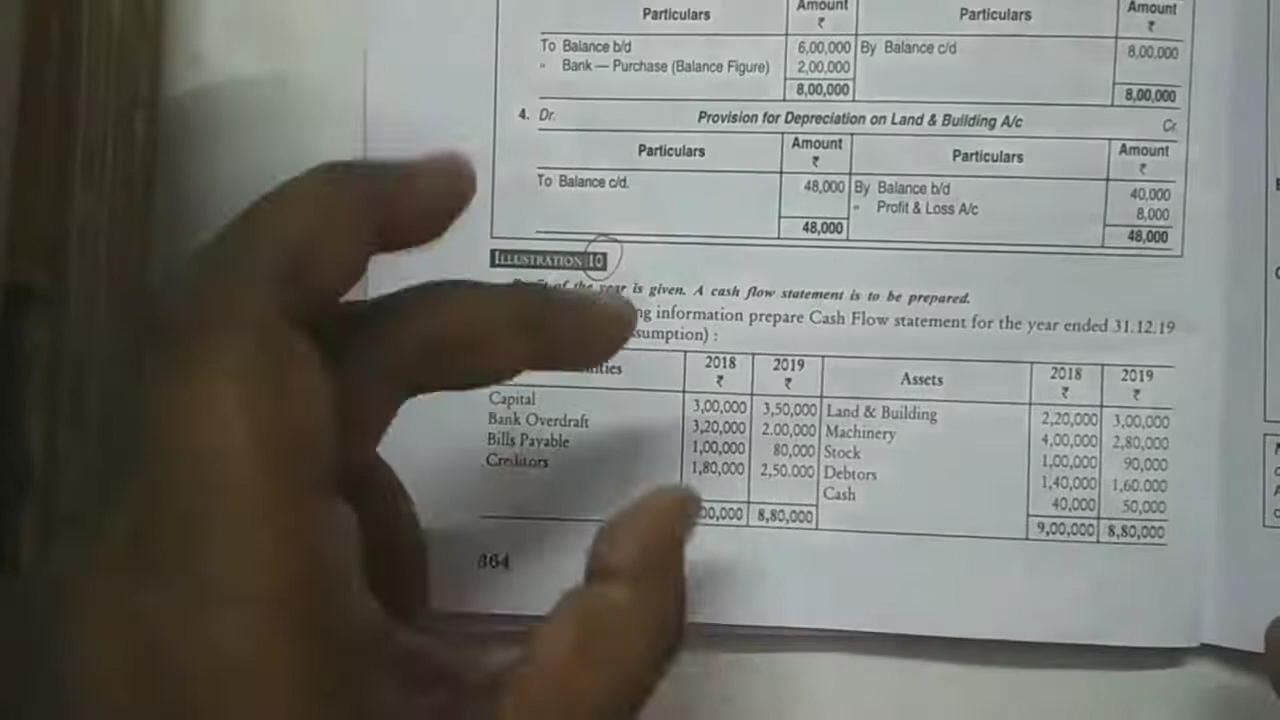 Particulars Amount Particulars Amount
₹ ₹
To Balance b/d 6,00,000 By Balance c/d 8,00,000
" Bank — Purchase (Balance Figure) 2,00,000
8,00,000 8,00,000
4. Dr. Provision for Depreciation on Land & Building A/c Cr.
Particulars Amount Particulars Amount
₹ ₹
To Balance c/d. 48,000 By Balance b/d 40,000
" Profit & Loss A/c 8,000
48,000 48,000
ILLUSTRATION 10
of the year is given. A cash flow statement is to be prepared.
information prepare Cash Flow statement for the year ended 31.12.19
2018 2019 Assets 2018 2019
₹ ₹ ₹ ₹
Capital 3,00,000 3,50,000 Land & Building 2,20,000 3,00,000
Bank Overdraft 3,20,000 2.00,000 Machinery 4,00,000 2,80,000
Bills Payable 1,00,000 80,000 Stock 1,00,000 90,000
Creditors 1,80,000 2,50.000 Debtors 1,40,000 1,60.000
Cash 40,000 50,000
00,000 8,80,000 9,00,000 8,80,000
364